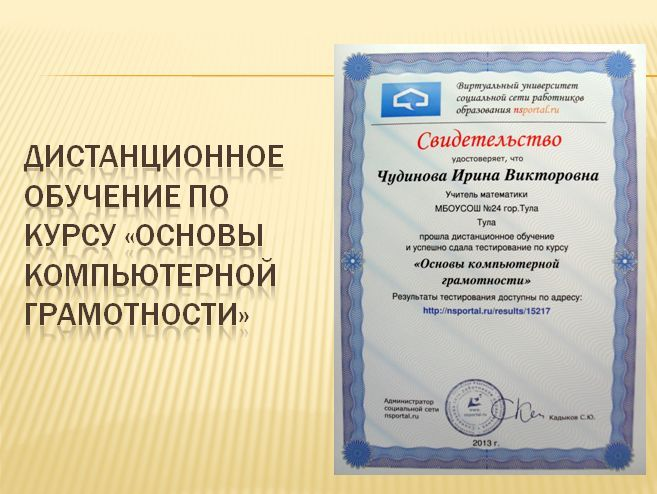 ДИСТАНЦИОННОЕ
ОБУЧЕНИЕ ПО
КУРСУ «ОСНОВЫ
КОМПЬЮТЕРНОЙ
ГРАМОТНОСТИ»
Виртуальный университет
социальной сети работников
образования nsportal.ru
Свидетельство
удостоверяет, что
Чудинова Ирина Викторовна
Учитель математики
МБОУСОШ №24 гор.Тула
Тула
прошла дистанционное обучение
и успешно сдала тестирование по курсу
«Основы компьютерной
грамотности»
Результаты тестирования доступны по адресу:
http://nsportal.ru/results/15217
Администратор
социальной сети
nsportal.ru
Кадыков С.Ю.
2013 г.